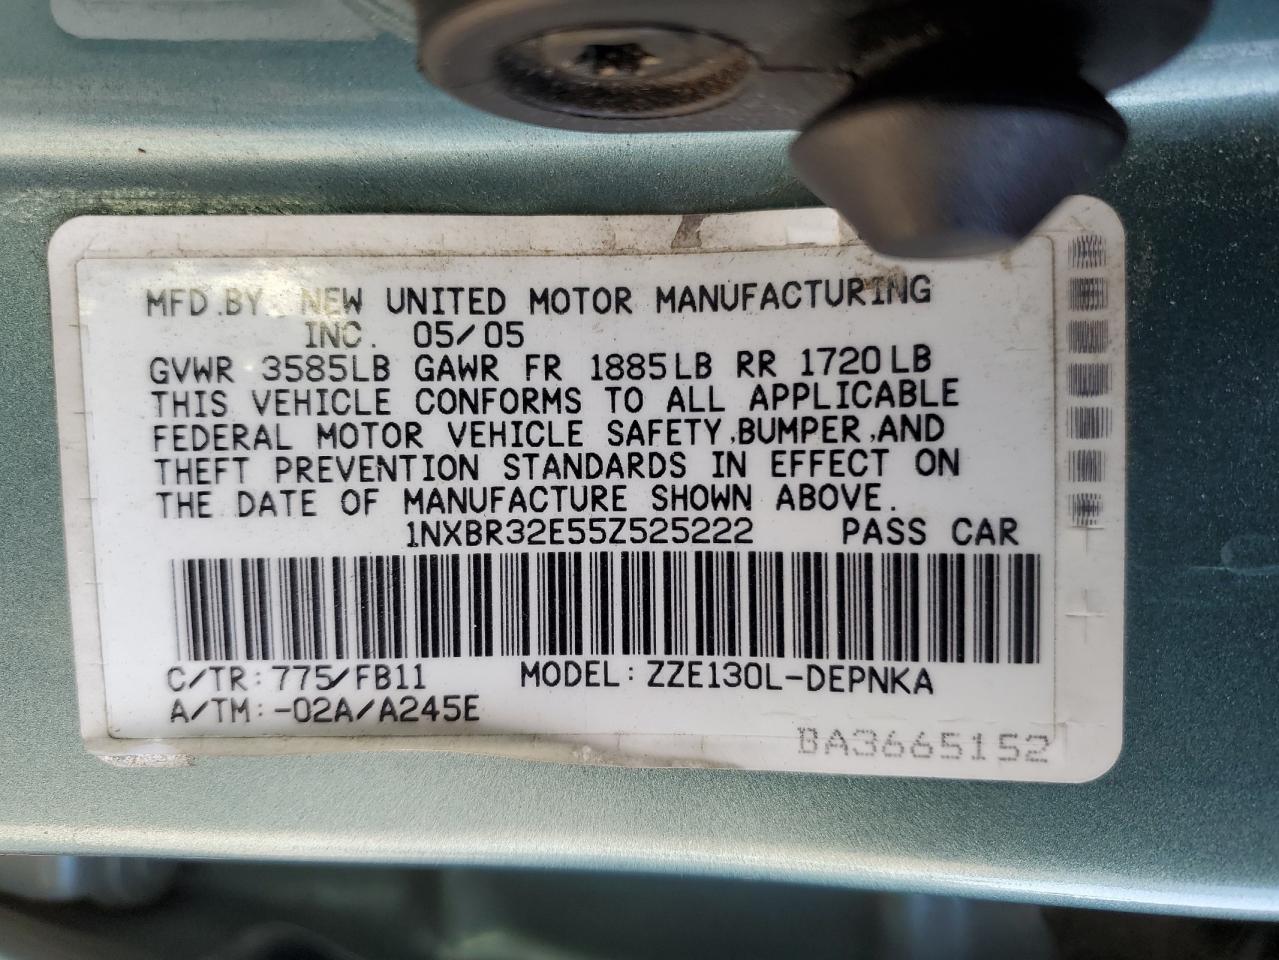 MFD.BY. NEW UNITED MOTOR MANUFACTURING
INC. 05/05
GVWR 3585LB GAWR FR 1885LB RR 1720LB
THIS VEHICLE CONFORMS TO ALL APPLICABLE
FEDERAL MOTOR VEHICLE SAFETY,BUMPER,AND
THEFT PREVENTION STANDARDS IN EFFECT ON
THE DATE OF MANUFACTURE SHOWN ABOVE.
1NXBR32E55Z525222 PASS CAR
C/TR:775/FB11 MODEL:ZZE130L-DEPNKA
A/TM:-02A/A245E
BA3665152